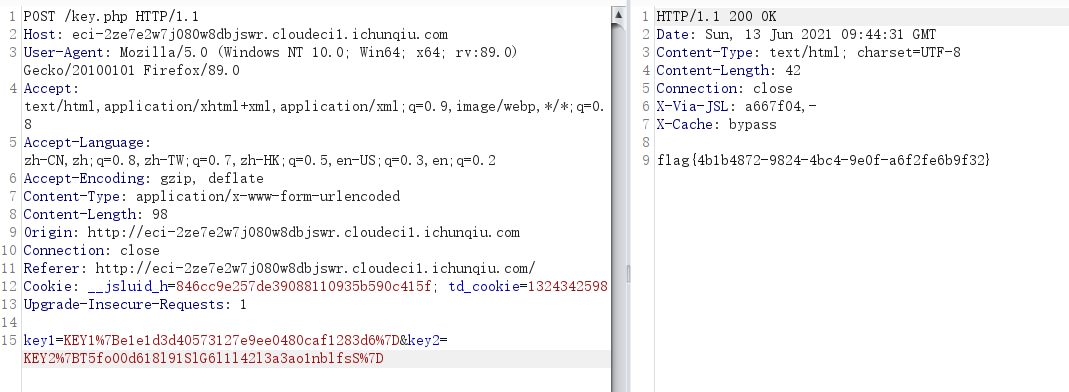 1 POST /key.php HTTP/1.1
2 Host: eci-2ze7e2w7j080w8dbjswr.cloudeci1.ichunqiu.com
3 User-Agent: Mozilla/5.0 (Windows NT 10.0; Win64; x64; rv:89.0)
Gecko/20100101 Firefox/89.0
4 Accept:
text/html,application/xhtml+xml,application/xml;q=0.9,image/webp,*/*;q=0.
8
5 Accept-Language:
zh-CN,zh;q=0.8,zh-TW;q=0.7,zh-HK;q=0.5,en-US;q=0.3,en;q=0.2
6 Accept-Encoding: gzip, deflate
7 Content-Type: application/x-www-form-urlencoded
8 Content-Length: 98
9 Origin: http://eci-2ze7e2w7j080w8dbjswr.cloudeci1.ichunqiu.com
10 Connection: close
11 Referer: http://eci-2ze7e2w7j080w8dbjswr.cloudeci1.ichunqiu.com/
12 Cookie: __jsluid_h=846cc9e257de39088110935b590c415f; td_cookie=1324342598
13 Upgrade-Insecure-Requests: 1
14
15 key1=KEY1%7Be1e1d3d40573127e9ee0480caf1283d6%7D&key2=
KEY2%7BT5fo0Od618l91SlG6l1l42l3a3ao1nblfsS%7D
1 HTTP/1.1 200 OK
2 Date: Sun, 13 Jun 2021 09:44:31 GMT
3 Content-Type: text/html; charset=UTF-8
4 Content-Length: 42
5 Connection: close
6 X-Via-JSL: a667f04,-
7 X-Cache: bypass
8
9 flag{4b1b4872-9824-4bc4-9e0f-a6f2fe6b9f32}